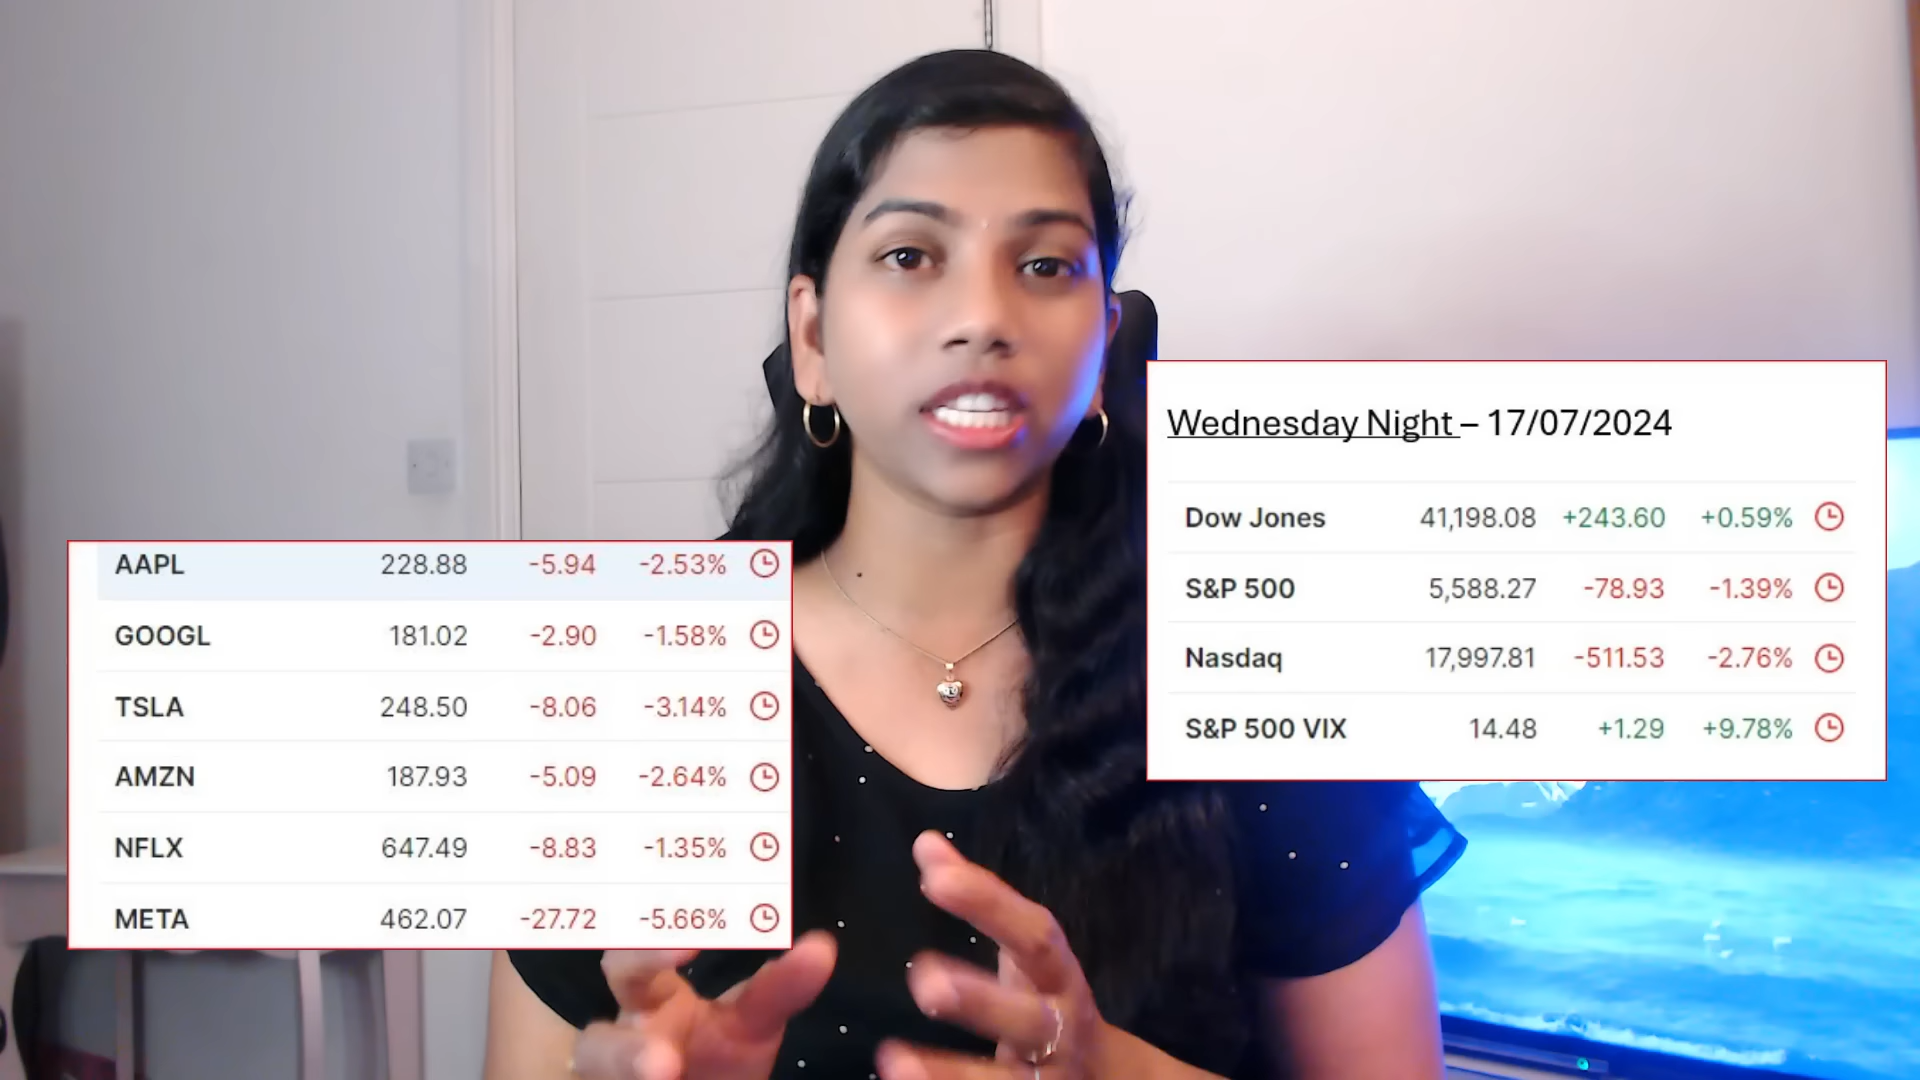 AAPL 228.88 -5.94 -2.53%
GOOGL 181.02 -2.90 -1.58%
TSLA 248.50 -8.06 -3.14%
AMZN 187.93 -5.09 -2.64%
NFLX 647.49 -8.83 -1.35%
META 462.07 -27.72 -5.66%
Wednesday Night – 17/07/2024
Dow Jones 41,198.08 +243.60 +0.59%
S&P 500 5,588.27 -78.93 -1.39%
Nasdaq 17,997.81 -511.53 -2.76%
S&P 500 VIX 14.48 +1.29 +9.78%